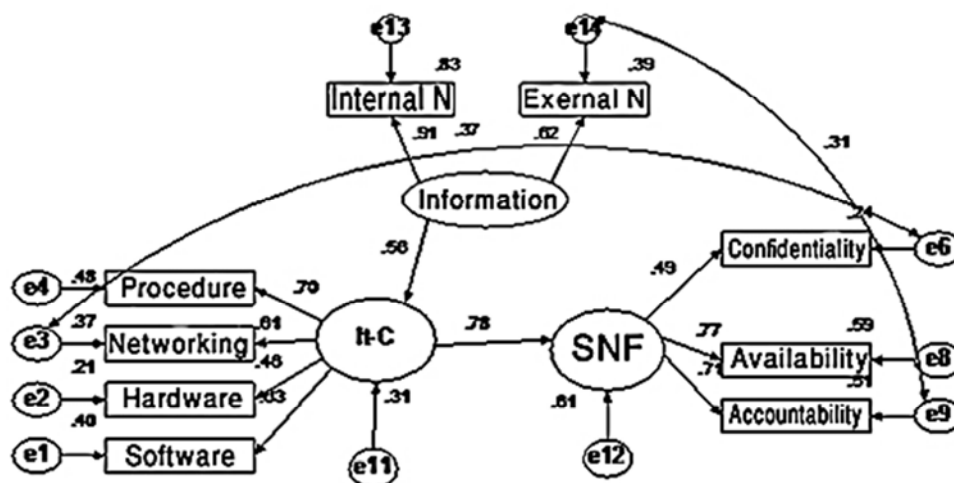 e13 e14
.83 .39
Internal N Exernal N
.91 .37 .62 .31
Information
.24
.56 Confidentiality e6
e4 .48 Procedure .70 .49
e3 .37 Networking .61 It-C .78 SNF .77 .59
.21 .46 .71 Availability e8
e2 Hardware .63 .31 .61 .51
.40 Accountability e9
e1 Software e11 e12